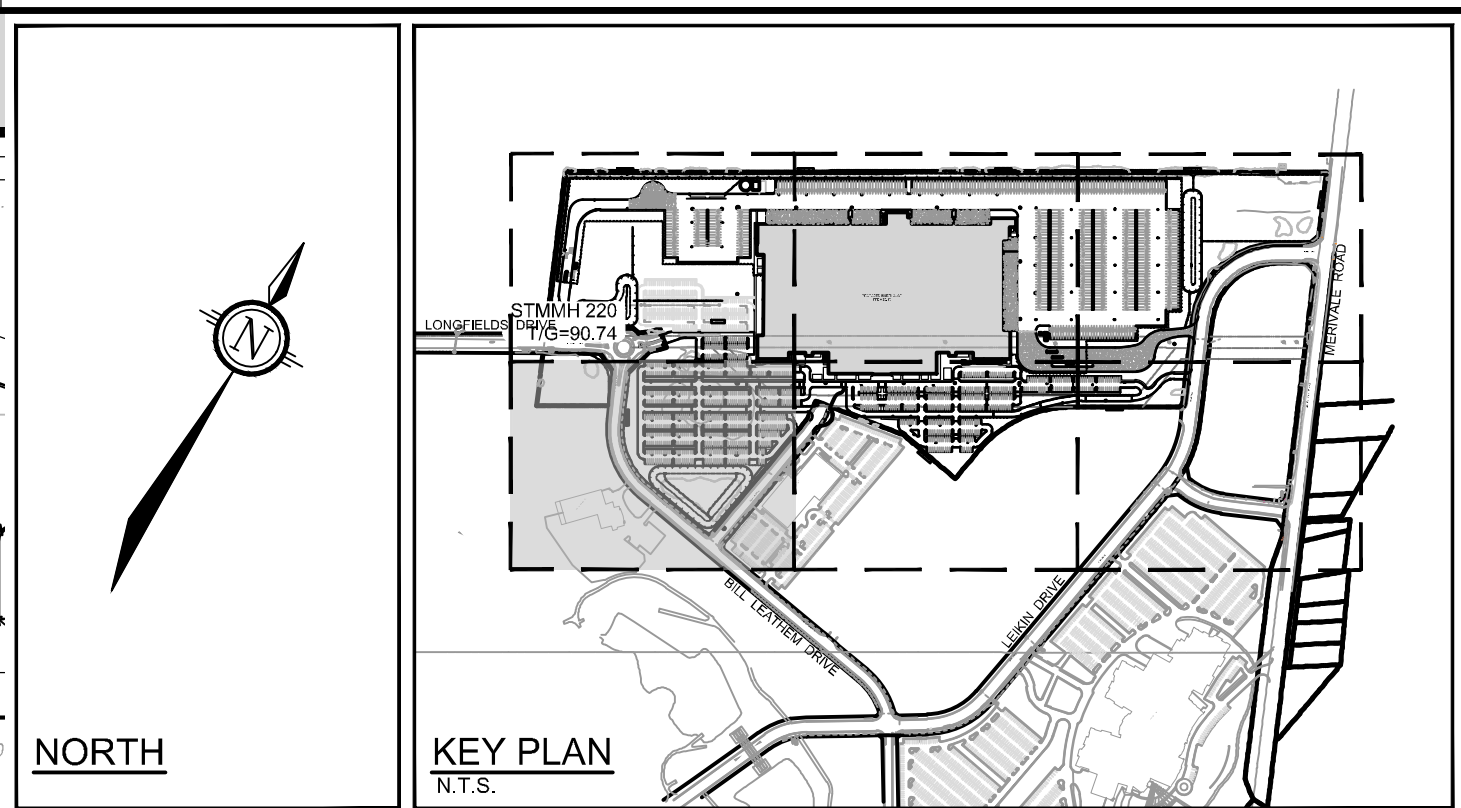 N
NORTH
STMMH 220
T/G=90.74
LONGFIELDS DRIVE
MERIVALE ROAD
BILL LEATHEM DRIVE
LEIKIN DRIVE
KEY PLAN
N.T.S.